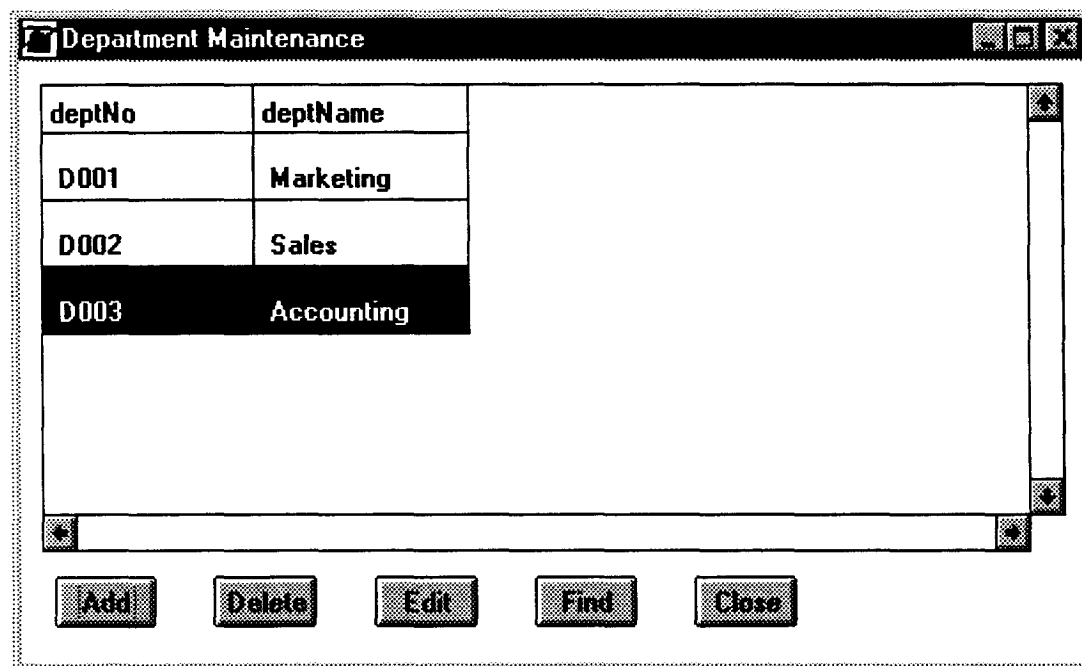 Department Maintenance
deptNo deptName
D001 Marketing
D002 Sales
D003 Accounting
Add Delete Edit Find Close